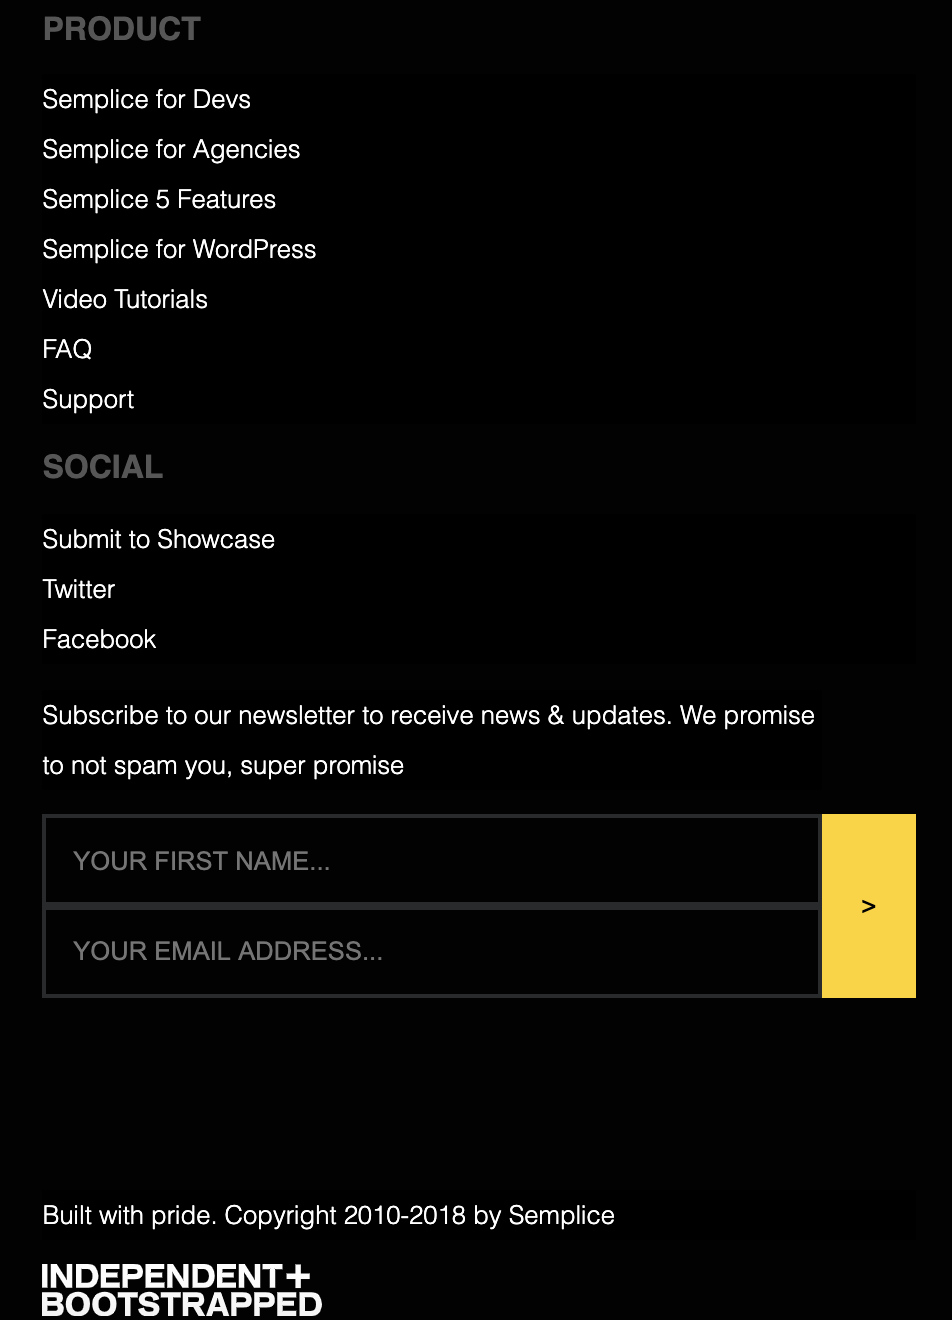 PRODUCT
Semplice for Devs
Semplice for Agencies
Semplice 5 Features
Semplice for WordPress
Video Tutorials
FAQ
Support
SOCIAL
Submit to Showcase
Twitter
Facebook
Subscribe to our newsletter to receive news & updates. We promise
to not spam you, super promise
YOUR FIRST NAME...
>
YOUR EMAIL ADDRESS...
Built with pride. Copyright 2010-2018 by Semplice
INDEPENDENT+
BOOTSTRAPPED